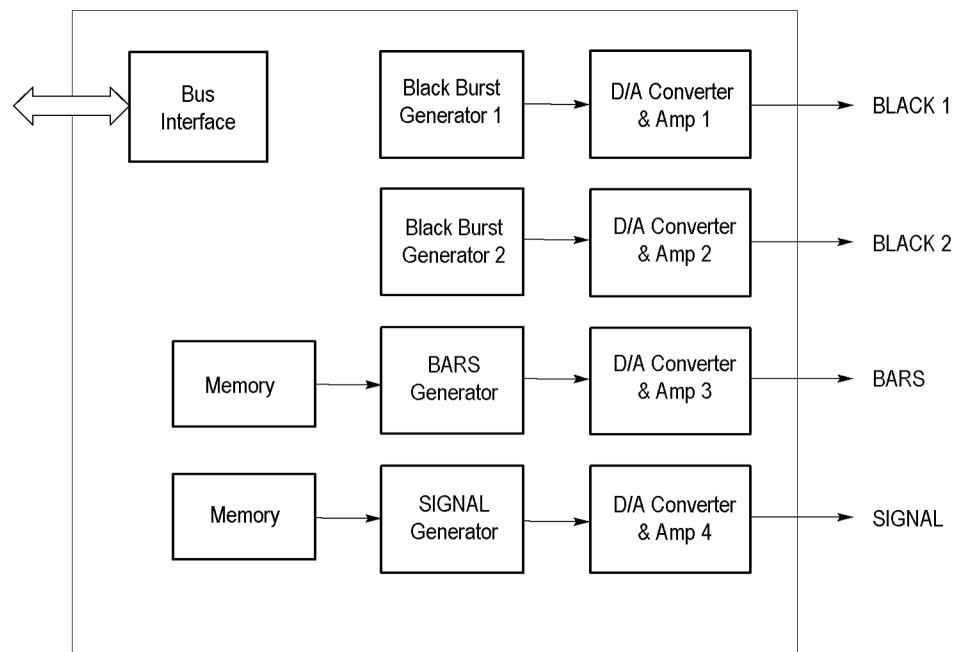 Bus
Interface
Black Burst
Generator 1
D/A Converter
& Amp 1
BLACK 1
Black Burst
Generator 2
D/A Converter
& Amp 2
BLACK 2
Memory
BARS
Generator
D/A Converter
& Amp 3
BARS
Memory
SIGNAL
Generator
D/A Converter
& Amp 4
SIGNAL